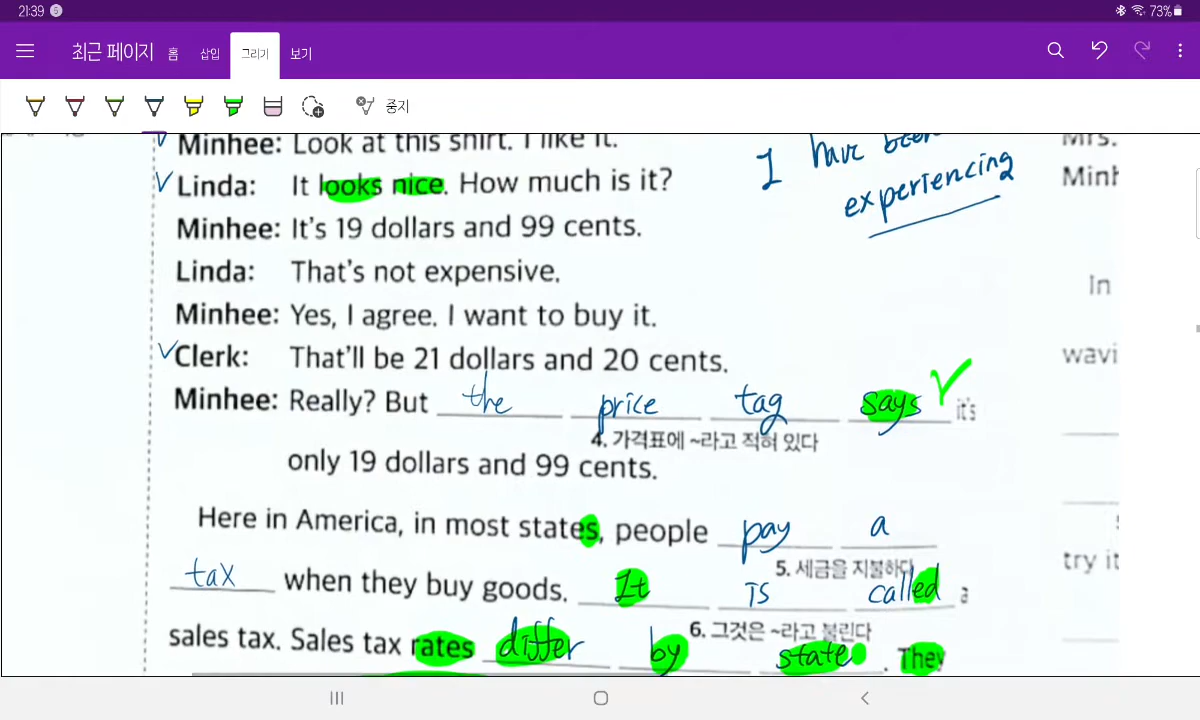 21:39
73%
최근 페이지 홈 삽입 그리기 보기
중지
Minhee: Look at this shirt. I like it.
Linda: It looks nice. How much is it?
Minhee: It's 19 dollars and 99 cents.
Linda: That's not expensive.
Minhee: Yes, I agree. I want to buy it.
Clerk: That'll be 21 dollars and 20 cents.
Minhee: Really? But the price tag says it's
4. 가격표에 ~라고 적혀 있다
only 19 dollars and 99 cents.
Here in America, in most states, people pay a
5. 세금을 지불하다
tax when they buy goods. It is called a
6. 그것은 ~라고 불린다
sales tax. Sales tax rates differ by state. They
I have been
experiencing
Mrs.
Minh
In
wavi
try it